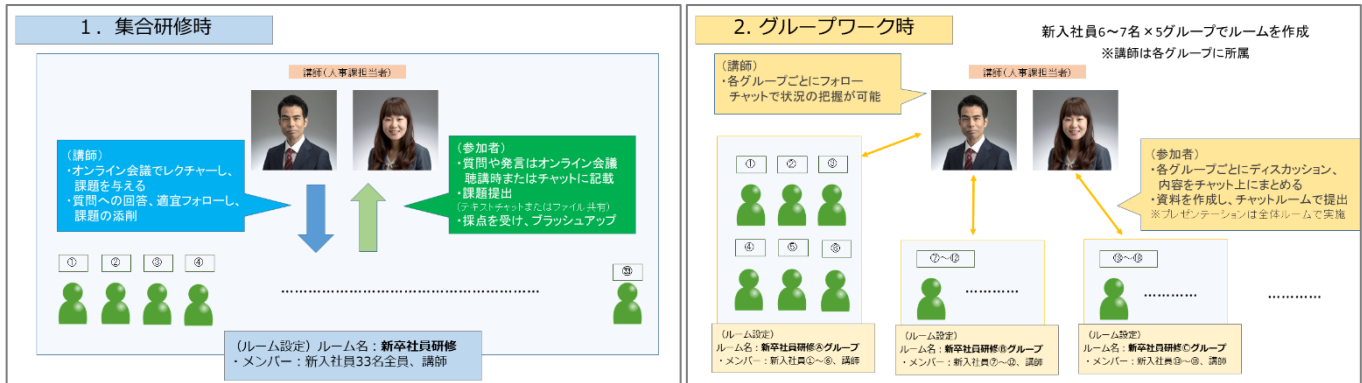 1．集合研修時
講師（人事課担当者）
（講師）
・オンライン会議でレクチャーし、
課題を与える
・質問への回答、適宜フォローし、
課題の添削
（参加者）
・質問や発言はオンライン会議
聴講時またはチャットに記載
・課題提出
（テキストチャットまたはファイル共有）
・採点を受け、ブラッシュアップ
① ② ③ ④ ㉝
……………………………………………
（ルーム設定）ルーム名：新卒社員研修
・メンバー：新入社員33名全員、講師
2. グループワーク時
新入社員6～7名×5グループでルームを作成
※講師は各グループに所属
（講師）
・各グループごとにフォロー
チャットで状況の把握が可能
講師（人事課担当者）
（参加者）
・各グループごとにディスカッション、
内容をチャット上にまとめる
・資料を作成し、チャットルームで提出
※プレゼンテーションは全体ルームで実施
① ② ③
④ ⑤ ⑥
⑦～⑫
…………
⑬～⑱
…………
…………
（ルーム設定）
ルーム名：新卒社員研修Ⓐグループ
・メンバー：新入社員①～⑥、講師
（ルーム設定）
ルーム名：新卒社員研修Ⓑグループ
・メンバー：新入社員⑦～⑫、講師
（ルーム設定）
ルーム名：新卒社員研修Ⓒグループ
・メンバー：新入社員⑬～⑱、講師